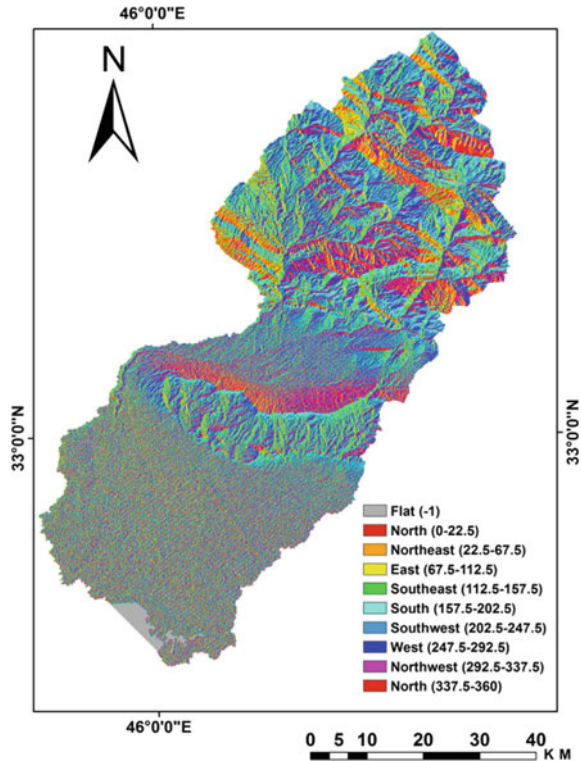 46°0'0"E
N
33°0'0"N
33°0'0"N
Flat (-1)
North (0-22.5)
Northeast (22.5-67.5)
East (67.5-112.5)
Southeast (112.5-157.5)
South (157.5-202.5)
Southwest (202.5-247.5)
West (247.5-292.5)
Northwest (292.5-337.5)
North (337.5-360)
46°0'0"E
0 5 10 20 30 40
K M